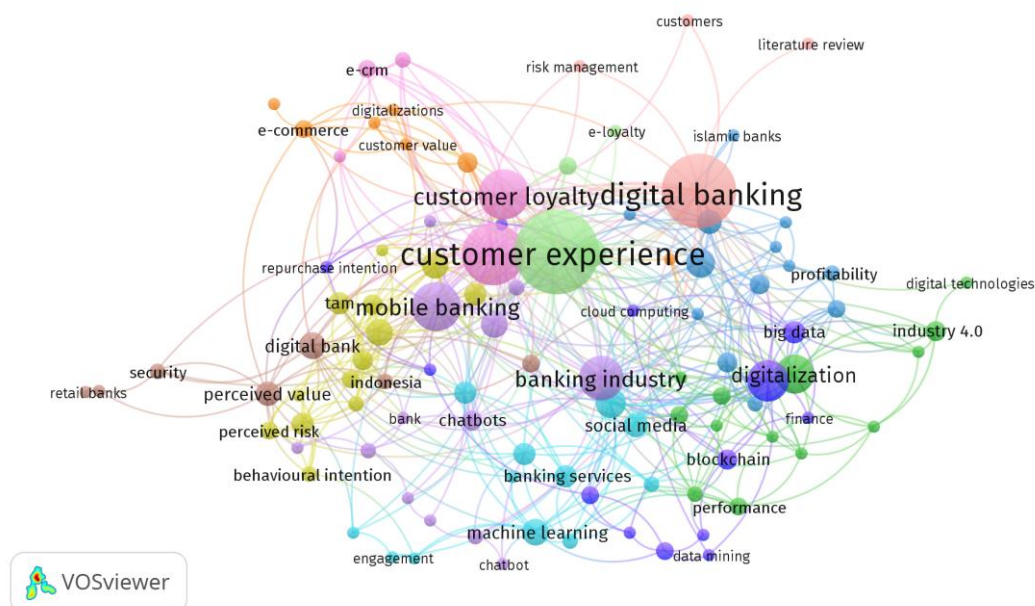 customers
literature review
e-crm
risk management
digitalizations
e-commerce
e-loyalty
islamic banks
customer value
customer loyalty
digital banking
customer experience
repurchase intention
profitability
digital technologies
tam
mobile banking
cloud computing
big data
industry 4.0
digital bank
security
indonesia
banking industry
digitalization
retail banks
perceived value
bank
chatbots
social media
finance
perceived risk
blockchain
behavioural intention
banking services
performance
machine learning
engagement
chatbot
data mining
VOSviewer